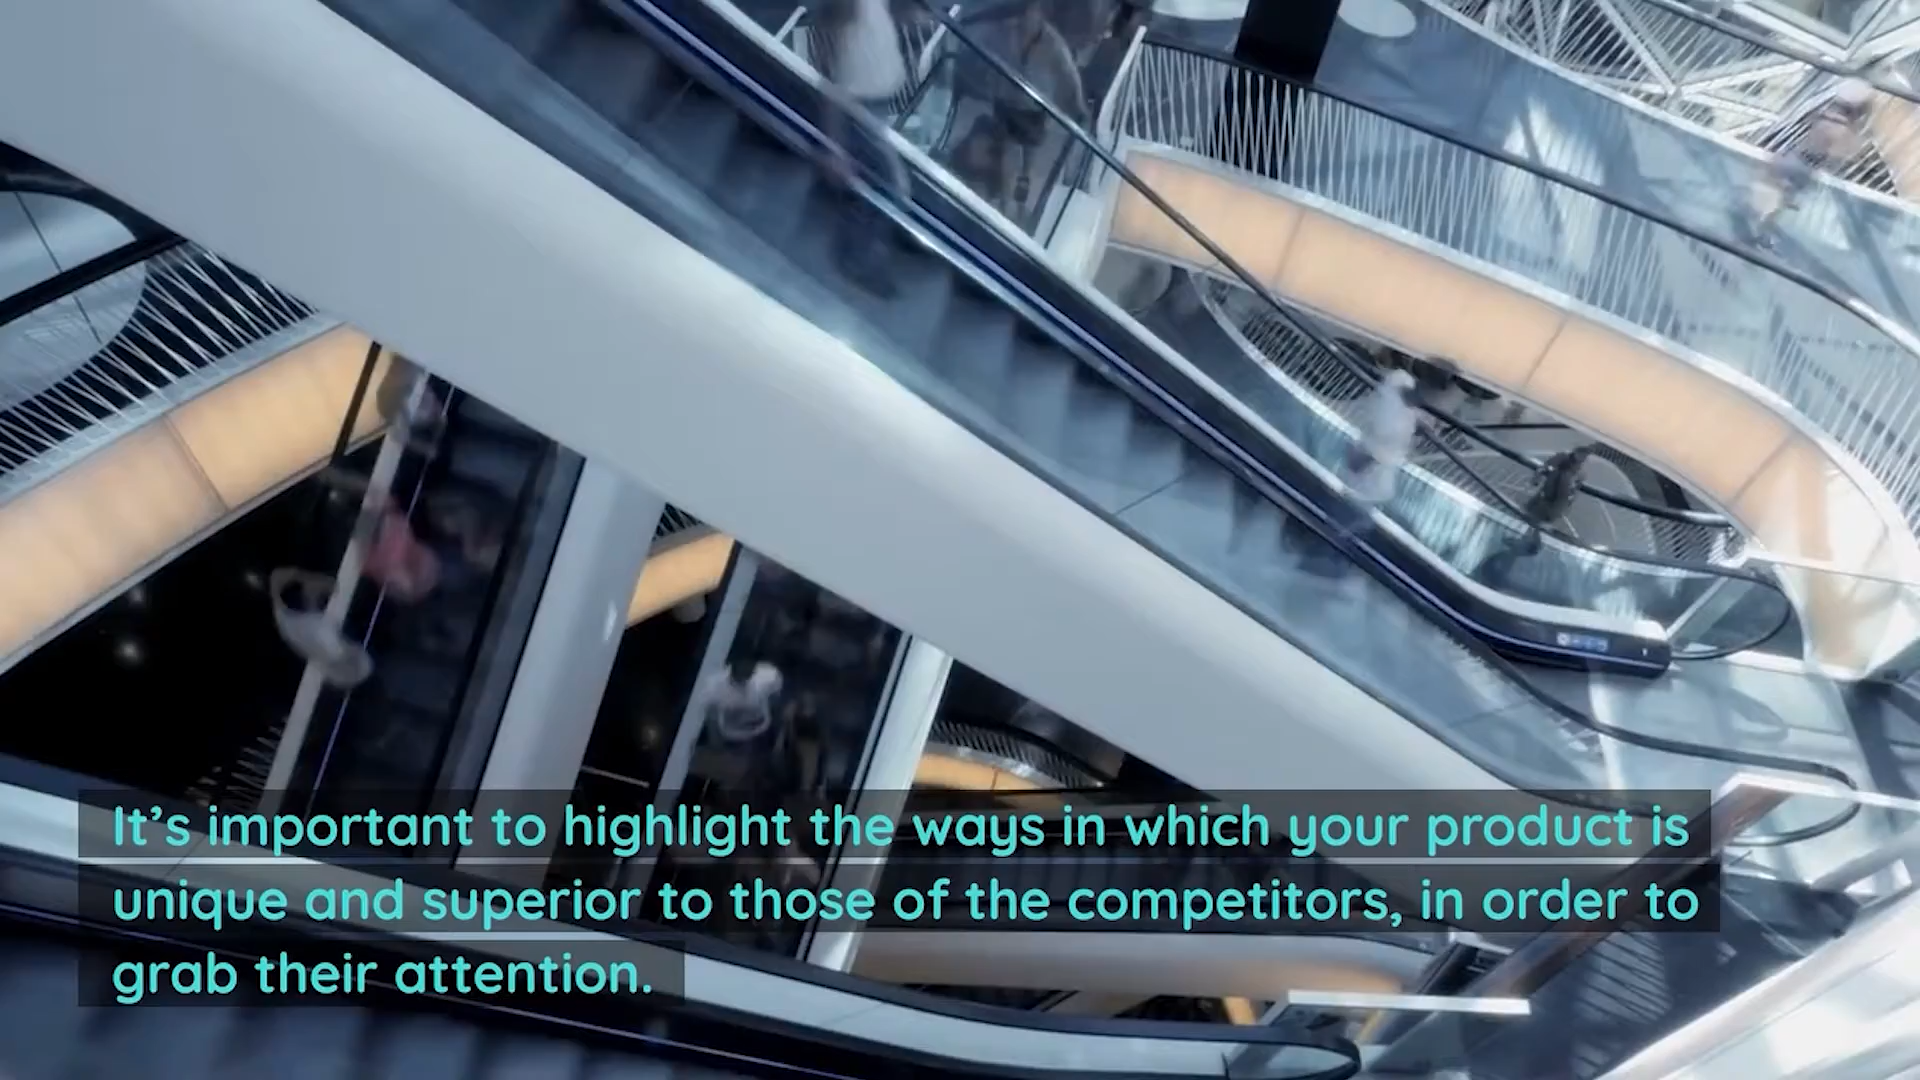 It’s important to highlight the ways in which your product is
unique and superior to those of the competitors, in order to
grab their attention.